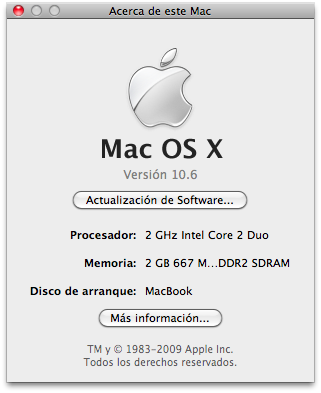 Acerca de este Mac
Mac OS X
Versión 10.6
Actualización de Software...
Procesador: 2 GHz Intel Core 2 Duo
Memoria: 2 GB 667 M...DDR2 SDRAM
Disco de arranque: MacBook
Más información...
TM y © 1983-2009 Apple Inc.
Todos los derechos reservados.